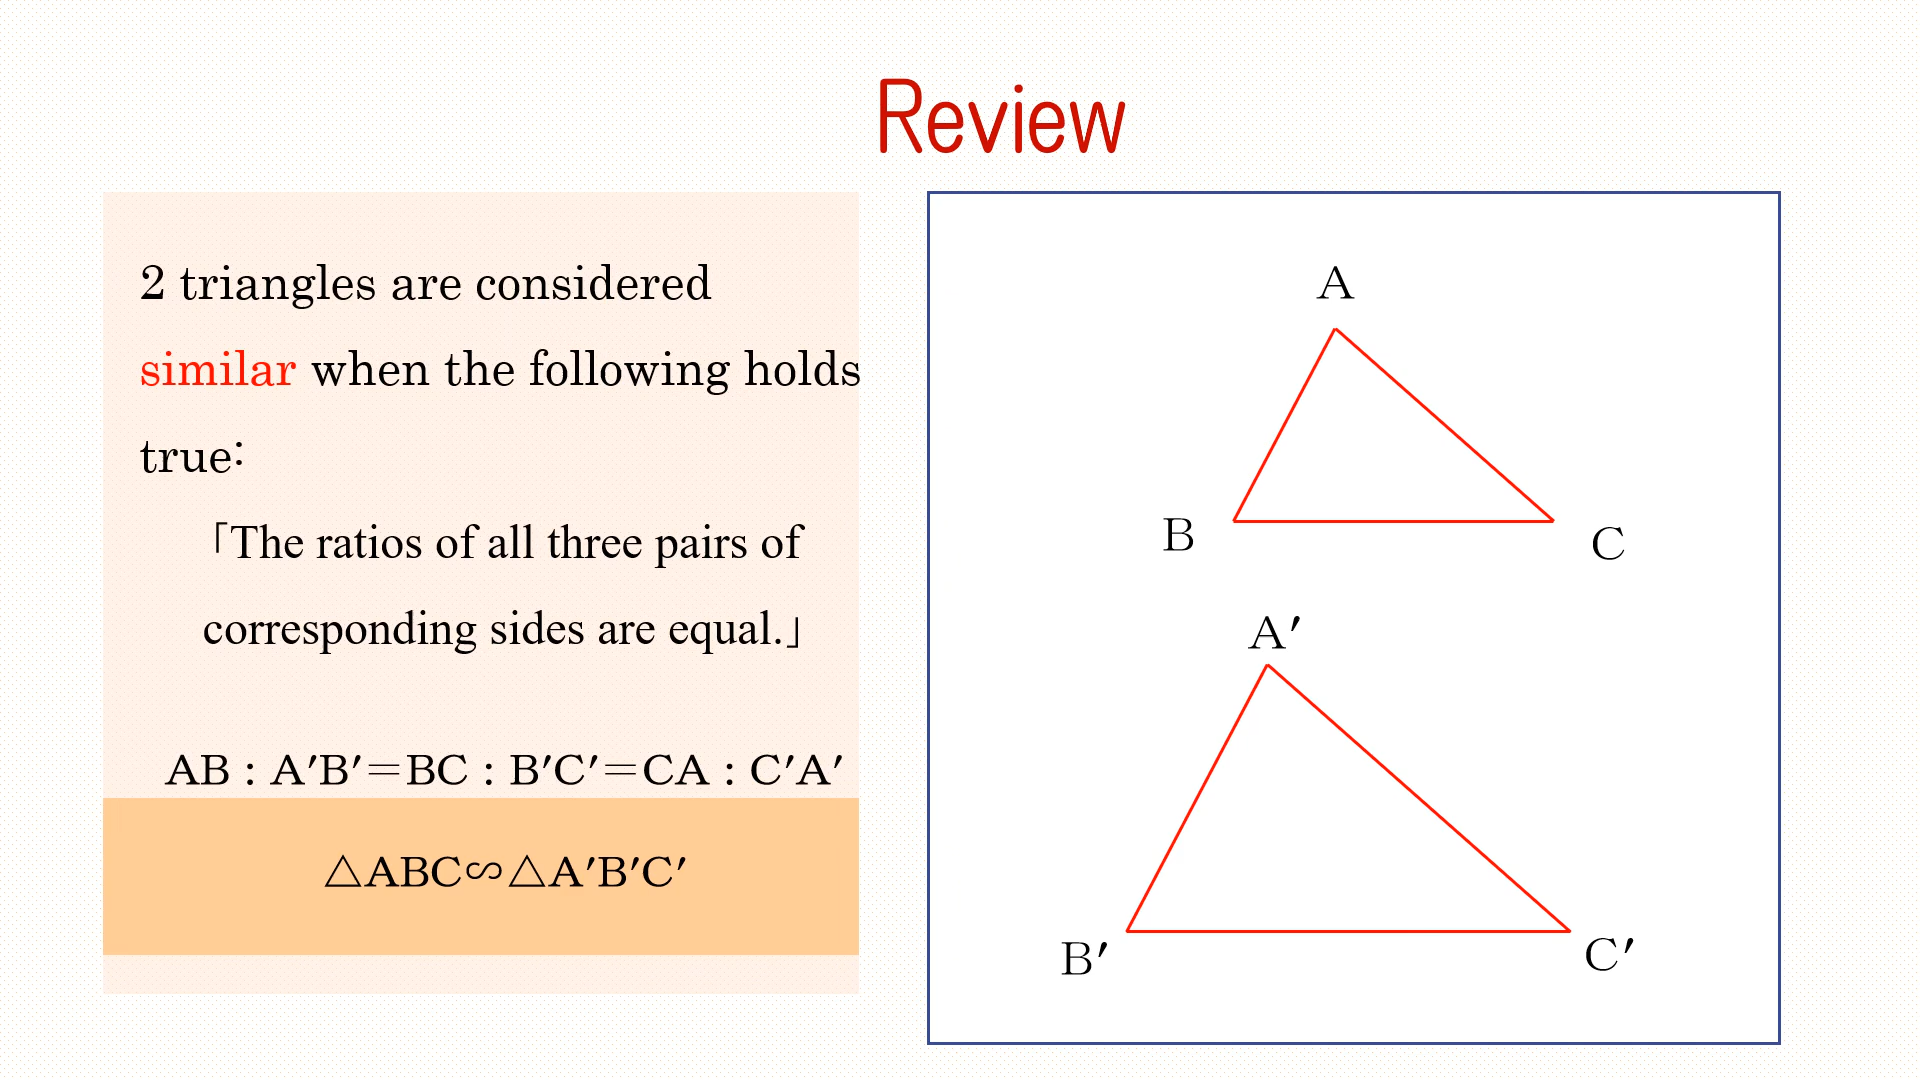 Review
2 triangles are considered
similar when the following holds
true:
「The ratios of all three pairs of
corresponding sides are equal.」
AB : A′B′＝BC : B′C′＝CA : C′A′
△ABC∽△A′B′C′
A
B
C
A′
B′
C′